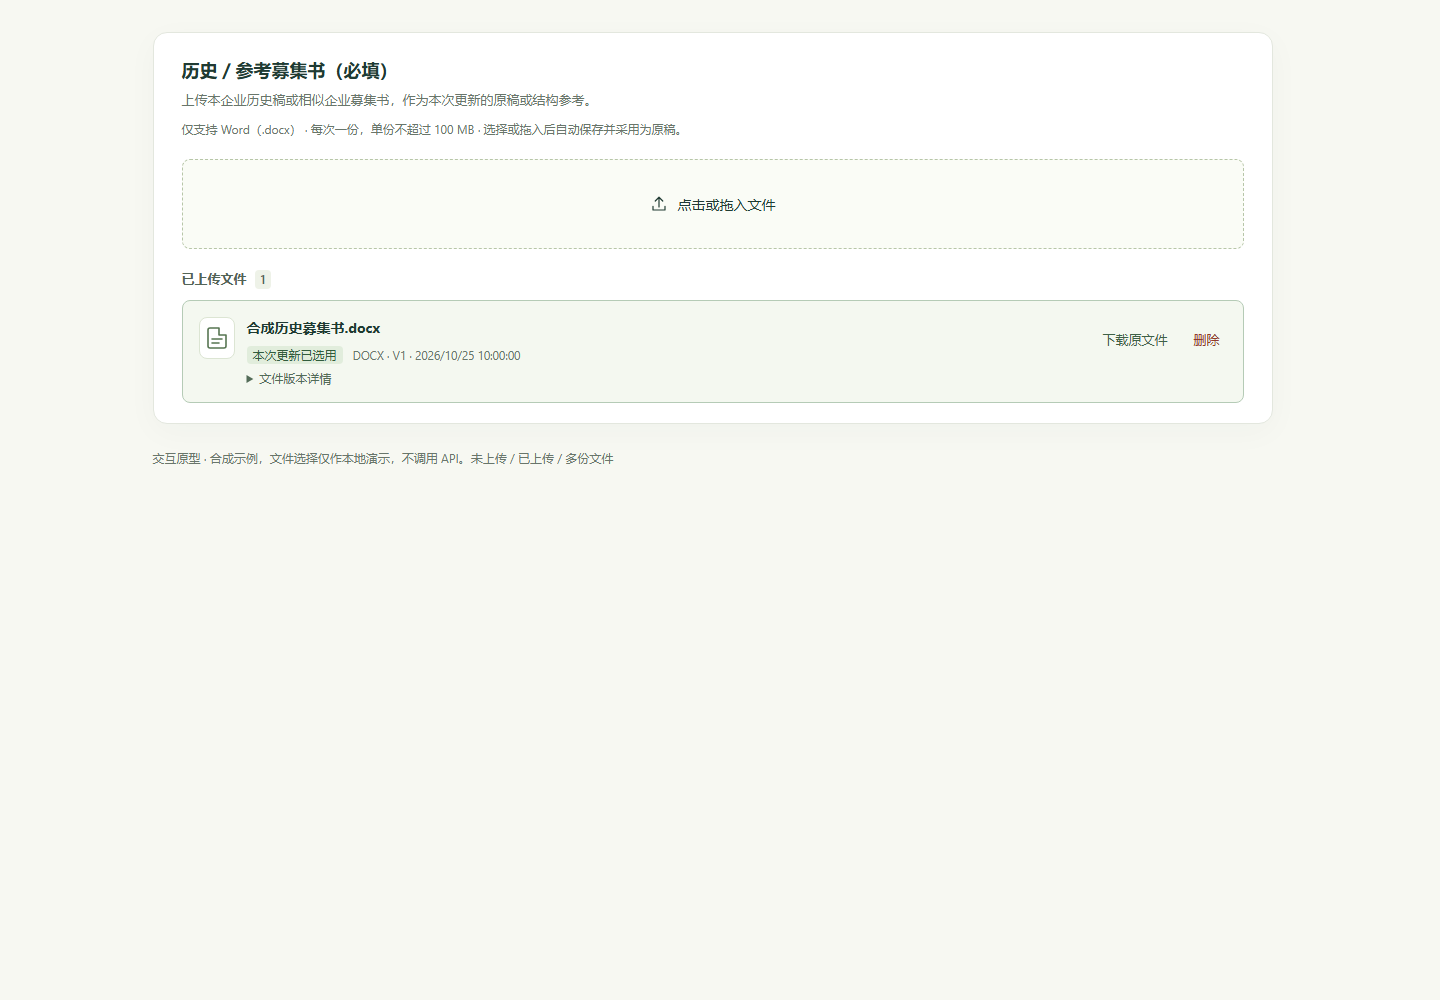 历史 / 参考募集书（必填）
上传本企业历史稿或相似企业募集书，作为本次更新的原稿或结构参考。
仅支持 Word（.docx） · 每次一份，单份不超过 100 MB · 选择或拖入后自动保存并采用为原稿。
点击或拖入文件
已上传文件 1
合成历史募集书.docx
本次更新已选用 DOCX · V1 · 2026/10/25 10:00:00
下载原文件 删除
文件版本详情
交互原型 · 合成示例，文件选择仅作本地演示，不调用 API。未上传 / 已上传 / 多份文件